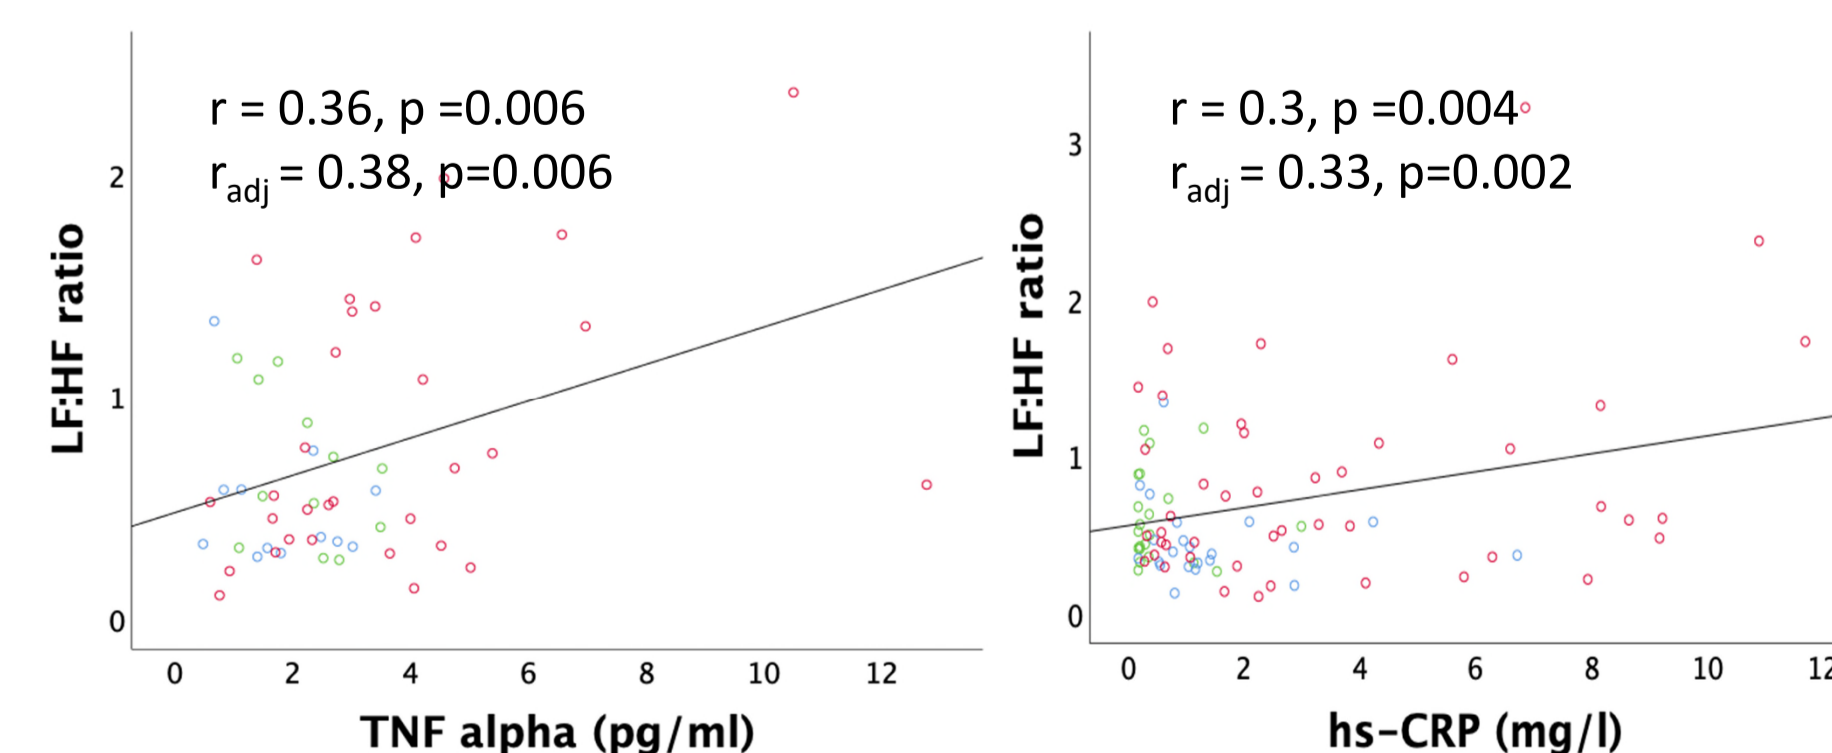 r = 0.36, p =0.006
r adj = 0.38, p=0.006
LF:HF ratio
2
1
0
0 2 4 6 8 10 12
TNF alpha (pg/ml)
r = 0.3, p =0.004
r adj = 0.33, p=0.002
LF:HF ratio
3
2
1
0
0 2 4 6 8 10 12
hs-CRP (mg/l)